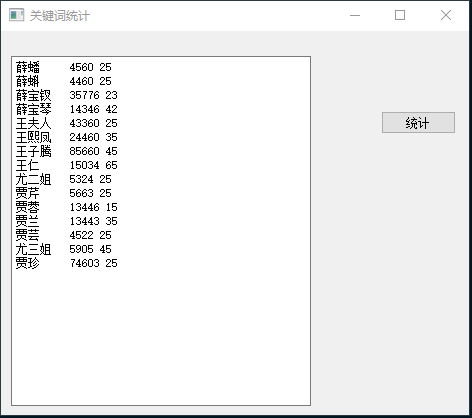 关键词统计
薛蟠 4560 25
薛蝌 4460 25
薛宝钗 35776 23
薛宝琴 14346 42
王夫人 43360 25
王熙凤 24460 35
王子腾 85660 45
王仁 15034 65
尤二姐 5324 25
贾芹 5663 25
贾蓉 13446 15
贾兰 13443 35
贾芸 4522 25
尤三姐 5905 45
贾珍 74603 25
统计